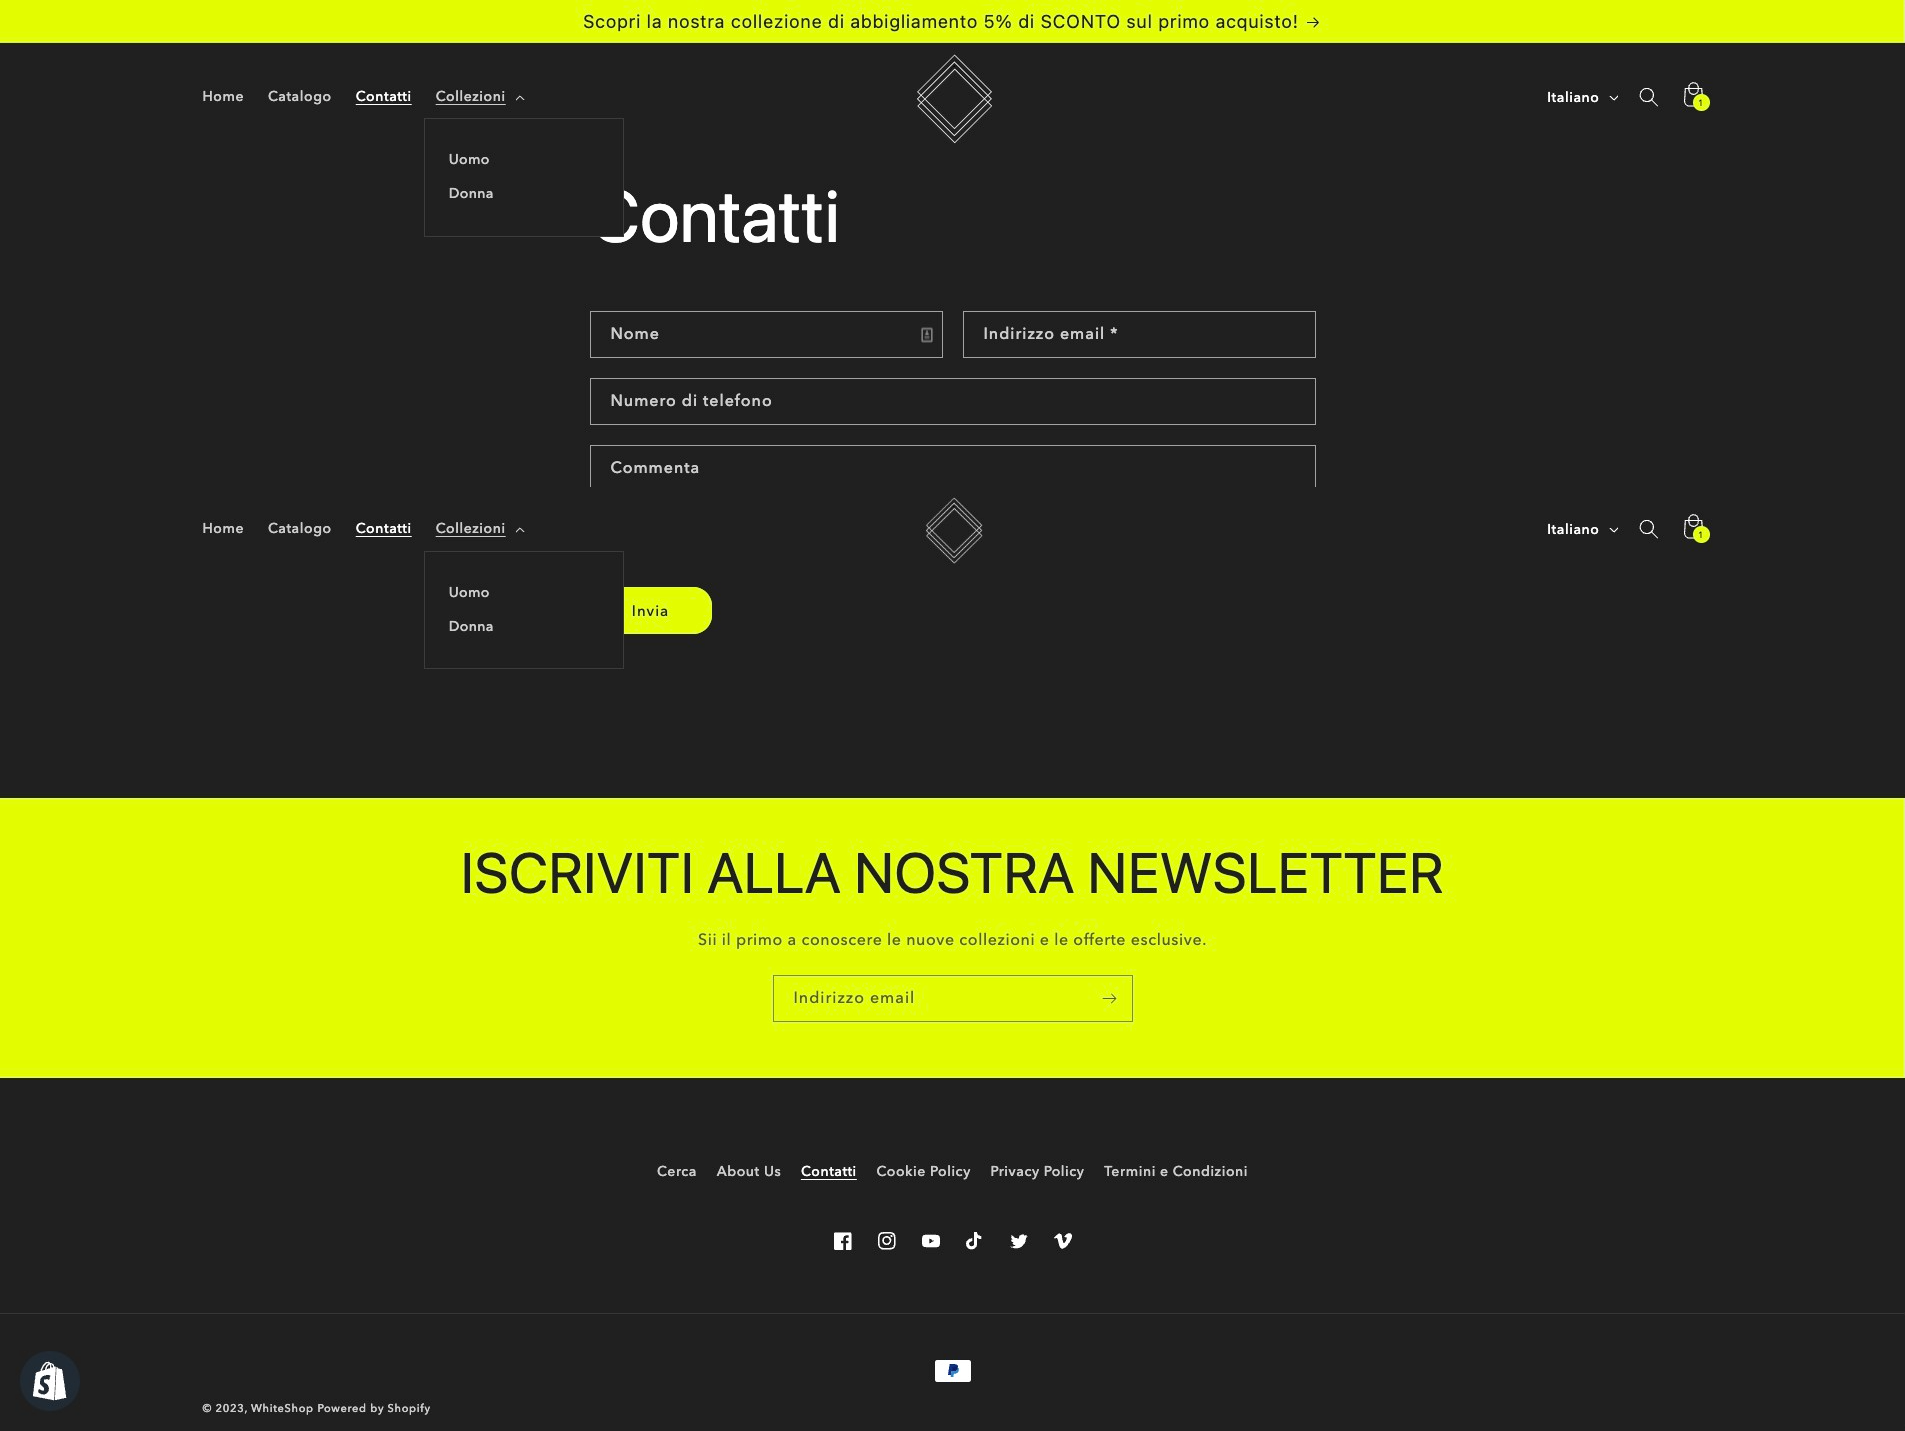 Scopri la nostra collezione di abbigliamento 5% di SCONTO sul primo acquisto! →
Home Catalogo Contatti Collezioni Italiano 1
Uomo
Donna
Contatti
Nome Indirizzo email *
Numero di telefono
Commenta
Home Catalogo Contatti Collezioni Italiano 1
Uomo
Invia
Donna
ISCRIVITI ALLA NOSTRA NEWSLETTER
Sii il primo a conoscere le nuove collezioni e le offerte esclusive.
Indirizzo email →
Cerca About Us Contatti Cookie Policy Privacy Policy Termini e Condizioni
© 2023, WhiteShop Powered by Shopify